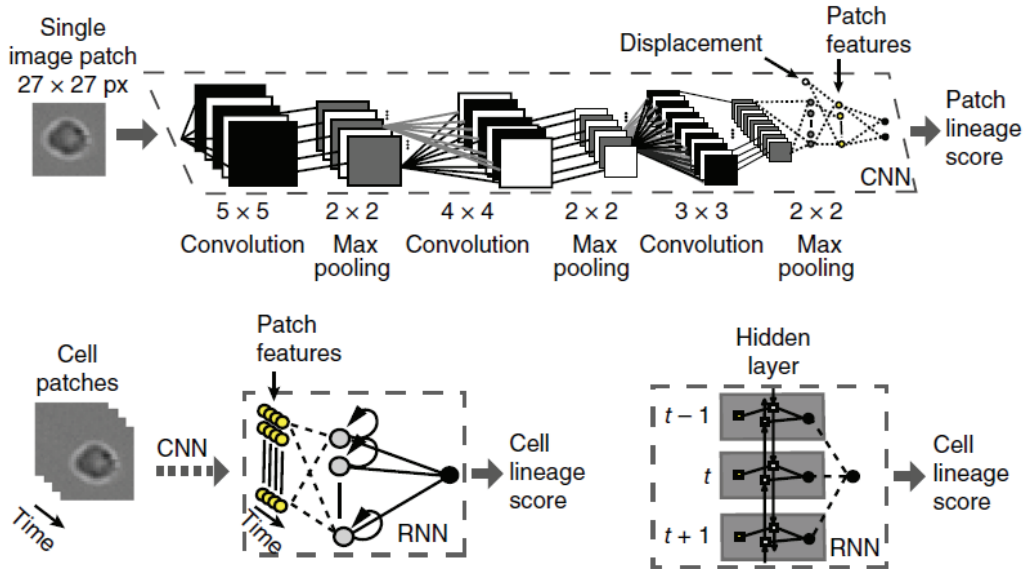 Single
image patch
27 × 27 px
Displacement
Patch
features
Patch
lineage
score
CNN
5 × 5
Convolution
2 × 2
Max
pooling
4 × 4
Convolution
2 × 2
Max
pooling
3 × 3
Convolution
2 × 2
Max
pooling
Cell
patches
Time
CNN
Patch
features
Time
RNN
Cell
lineage
score
Hidden
layer
t − 1
t
t + 1
RNN
Cell
lineage
score